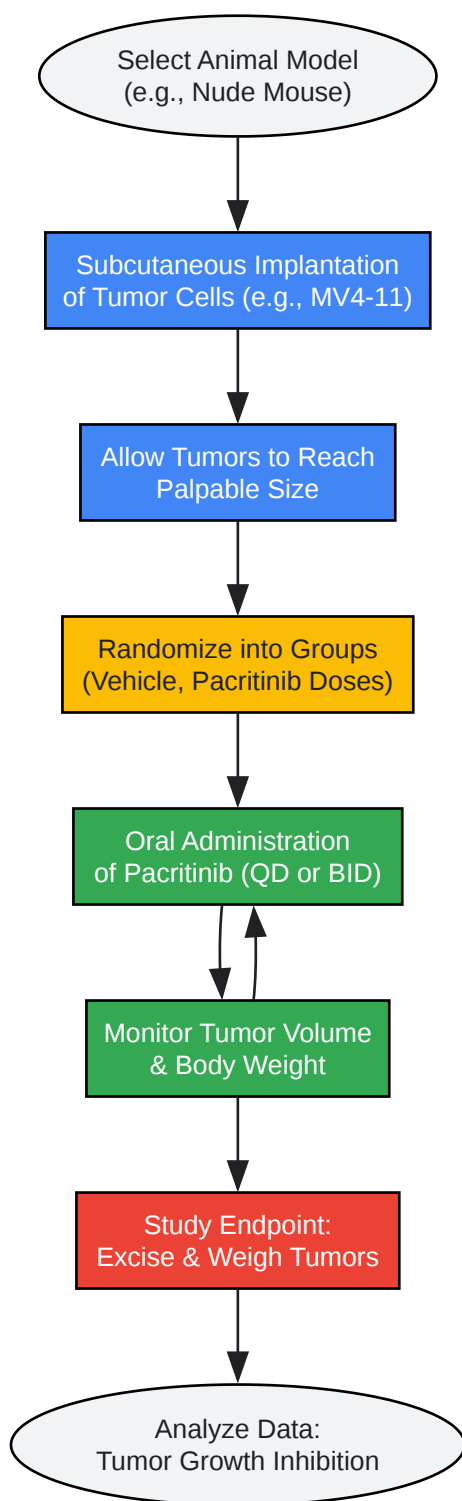 Select Animal Model
(e.g., Nude Mouse)
Subcutaneous Implantation
of Tumor Cells (e.g., MV4-11)
Allow Tumors to Reach
Palpable Size
Randomize into Groups
(Vehicle, Pacritinib Doses)
Oral Administration
of Pacritinib (QD or BID)
Monitor Tumor Volume
& Body Weight
Study Endpoint:
Excise & Weigh Tumors
Analyze Data:
Tumor Growth Inhibition